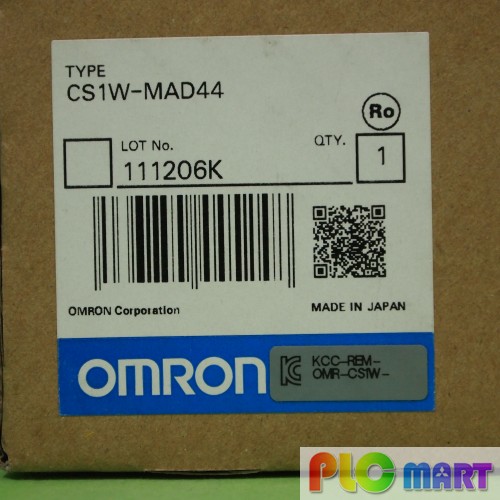 TYPE
CS1W-MAD44
Ro
LOT No.
QTY.
111206K
1
OMRON Corporation
MADE IN JAPAN
OMRON
KCC-REM-
OMR-CS1W-
PLC mart